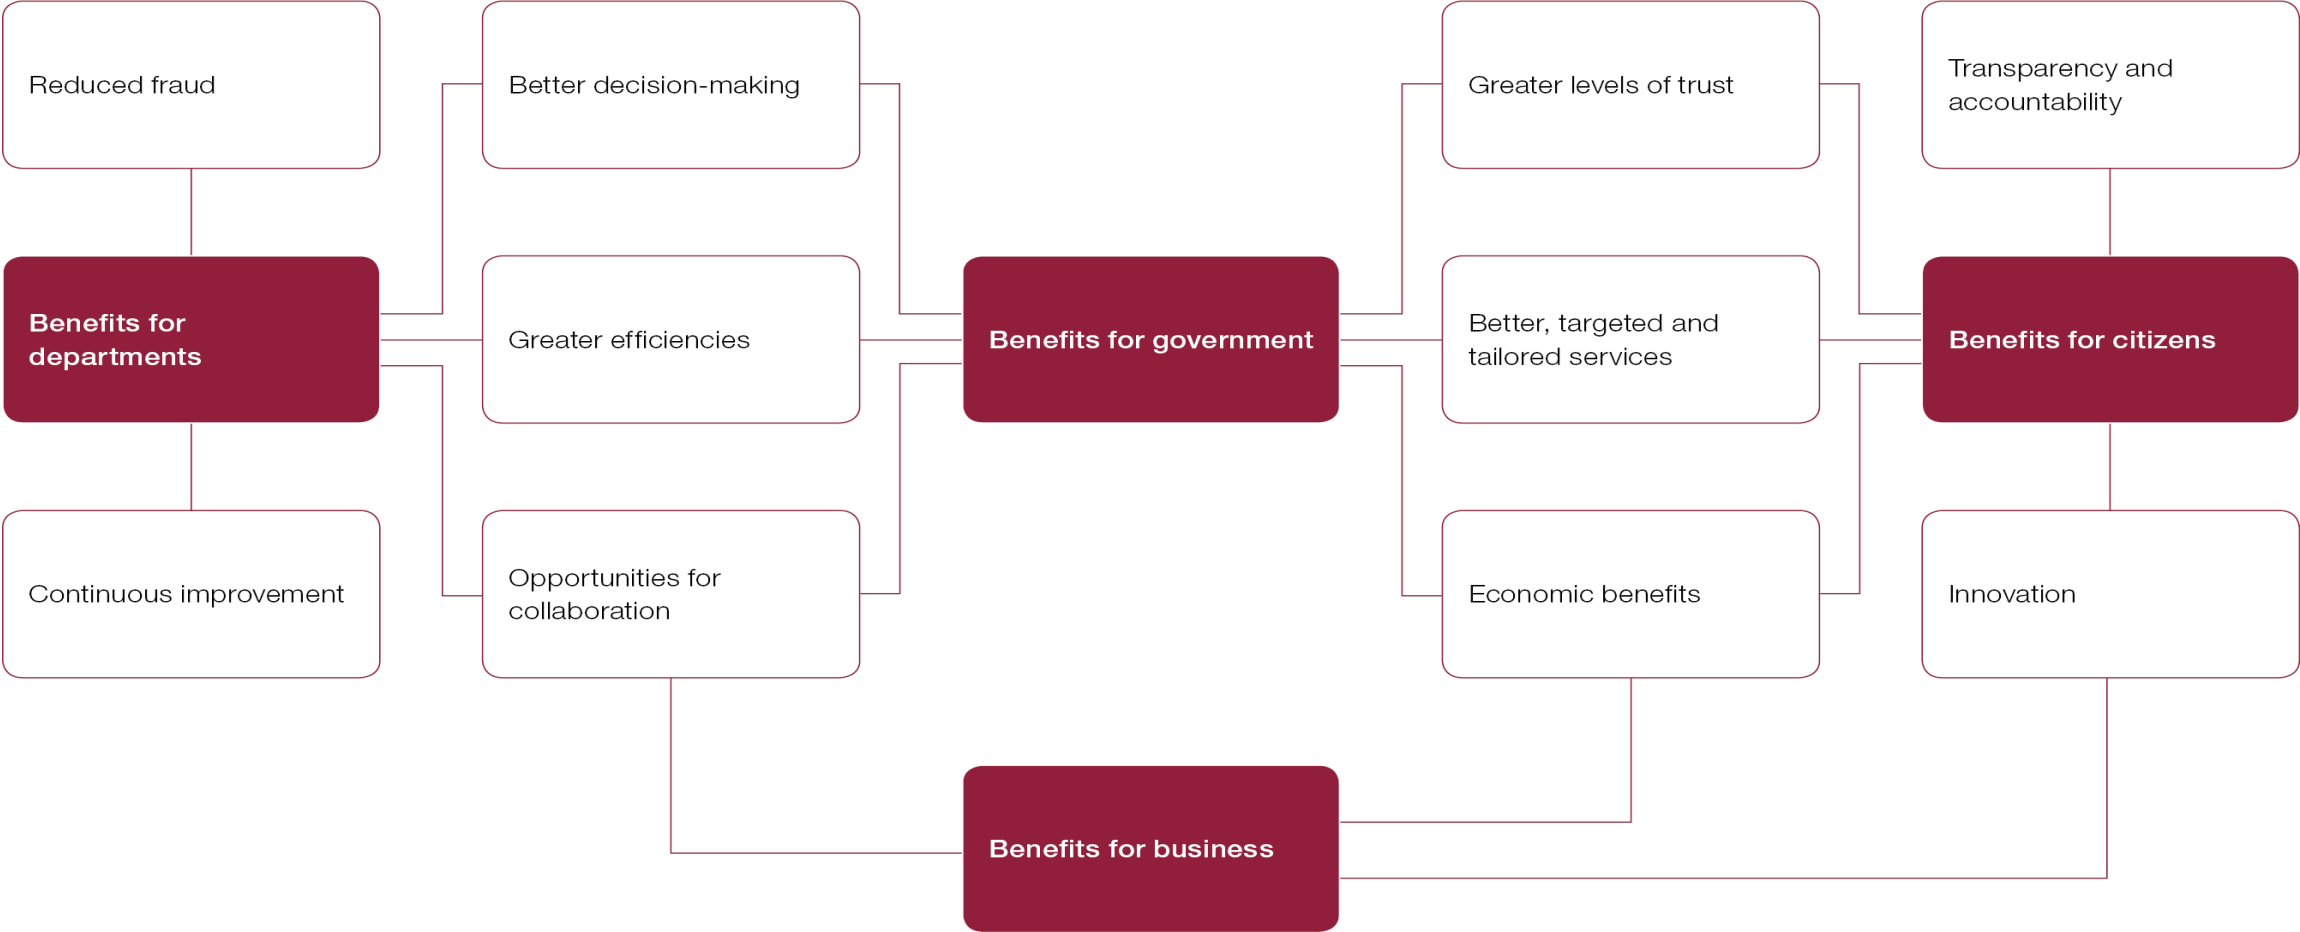 Reduced fraud
Better decision-making
Greater levels of trust
Transparency and
accountability
Benefits for
departments
Greater efficiencies
Benefits for government
Better, targeted and
tailored services
Benefits for citizens
Continuous improvement
Opportunities for
collaboration
Economic benefits
Innovation
Benefits for business